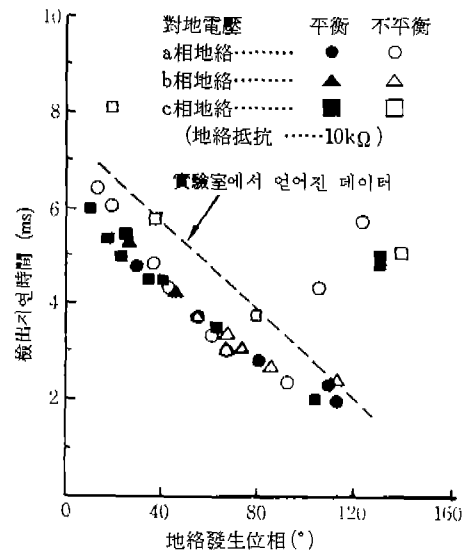 對地電壓 平衡 不平衡
a相地絡‥‥‥‥ ● ○
b相地絡‥‥‥‥ ▲ △
c相地絡‥‥‥‥ ■ □
(地絡抵抗 ‥‥‥10kΩ)
實驗室에서 얻어진 데이터
檢出지연時間 (ms)
10
8
6
4
2
0 40 80 120 160
地絡發生位相(°)